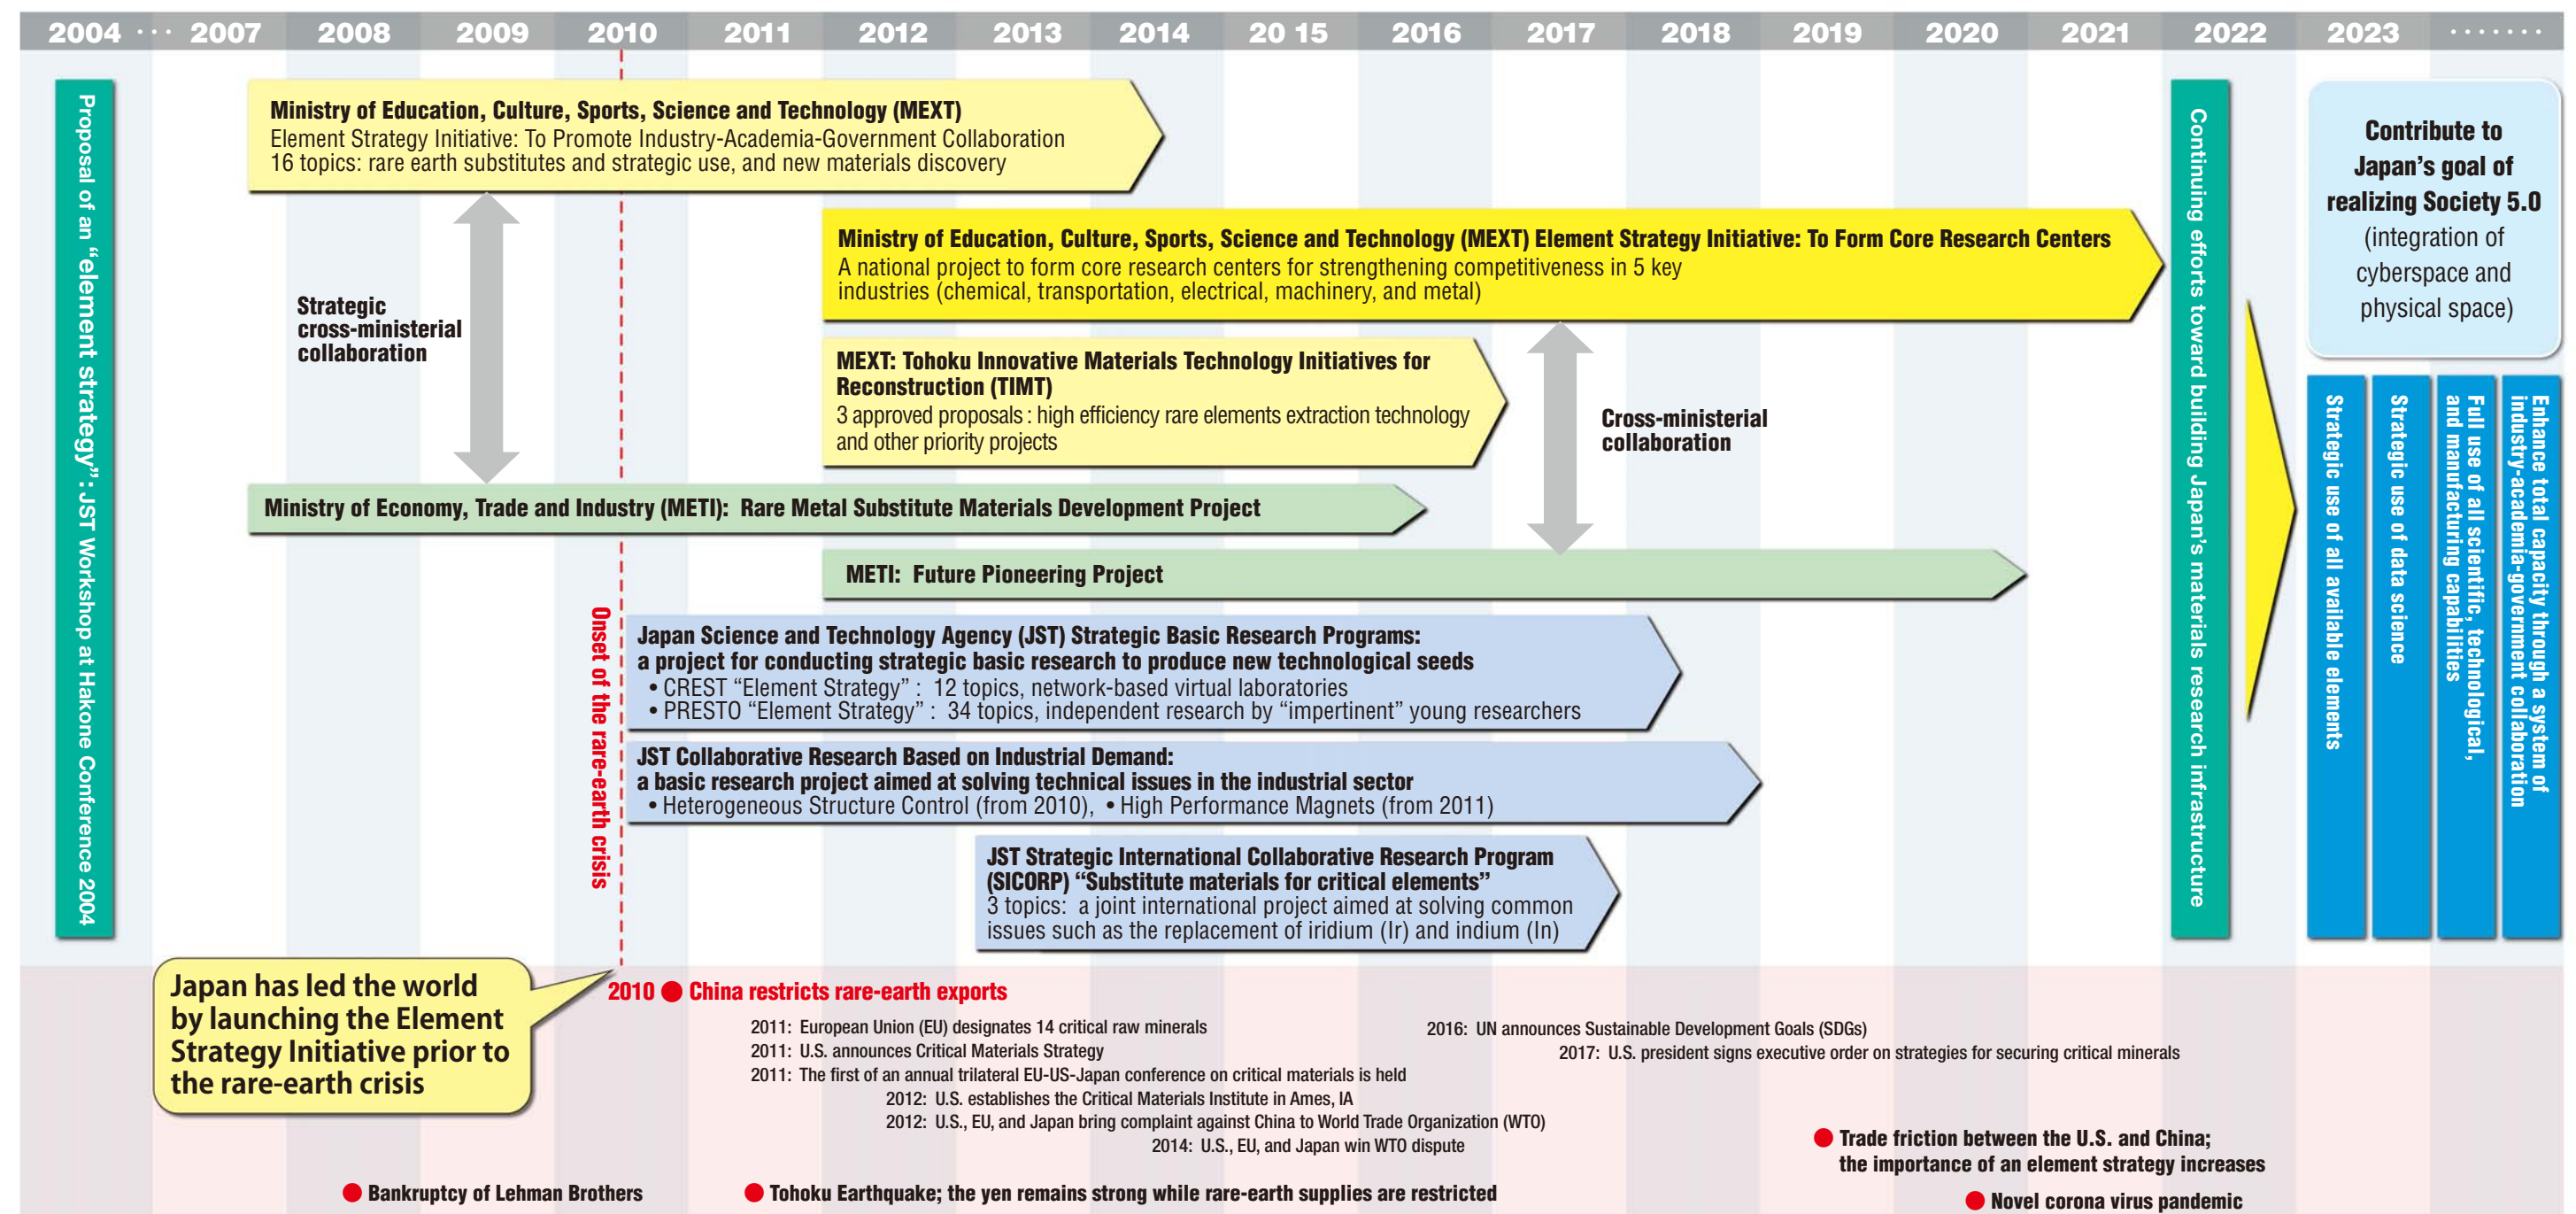 2004 ··· 2007 2008 2009 2010 2011 2012 2013 2014 20 15 2016 2017 2018 2019 2020 2021 2022 2023 ·······
Proposal of an “element strategy”: JST Workshop at Hakone Conference 2004
Ministry of Education, Culture, Sports, Science and Technology (MEXT)
Element Strategy Initiative: To Promote Industry-Academia-Government Collaboration
16 topics: rare earth substitutes and strategic use, and new materials discovery
Strategic
cross-ministerial
collaboration
Ministry of Education, Culture, Sports, Science and Technology (MEXT) Element Strategy Initiative: To Form Core Research Centers
A national project to form core research centers for strengthening competitiveness in 5 key
industries (chemical, transportation, electrical, machinery, and metal)
MEXT: Tohoku Innovative Materials Technology Initiatives for
Reconstruction (TIMT)
3 approved proposals : high efficiency rare elements extraction technology
and other priority projects
Cross-ministerial
collaboration
Ministry of Economy, Trade and Industry (METI): Rare Metal Substitute Materials Development Project
METI: Future Pioneering Project
Onset of the rare-earth crisis
Japan Science and Technology Agency (JST) Strategic Basic Research Programs:
a project for conducting strategic basic research to produce new technological seeds
• CREST “Element Strategy” : 12 topics, network-based virtual laboratories
• PRESTO “Element Strategy” : 34 topics, independent research by “impertinent” young researchers
JST Collaborative Research Based on Industrial Demand:
a basic research project aimed at solving technical issues in the industrial sector
• Heterogeneous Structure Control (from 2010), • High Performance Magnets (from 2011)
JST Strategic International Collaborative Research Program
(SICORP) “Substitute materials for critical elements”
3 topics: a joint international project aimed at solving common
issues such as the replacement of iridium (Ir) and indium (In)
Continuing efforts toward building Japan’s materials research infrastructure
Contribute to
Japan’s goal of
realizing Society 5.0
(integration of
cyberspace and
physical space)
Strategic use of all available elements
Strategic use of data science
Full use of all scientific, technological,
and manufacturing capabilities
Enhance total capacity through a system of
industry-academia-government collaboration
Japan has led the world
by launching the Element
Strategy Initiative prior to
the rare-earth crisis
2010 ● China restricts rare-earth exports
2011: European Union (EU) designates 14 critical raw minerals
2011: U.S. announces Critical Materials Strategy
2011: The first of an annual trilateral EU-US-Japan conference on critical materials is held
2012: U.S. establishes the Critical Materials Institute in Ames, IA
2012: U.S., EU, and Japan bring complaint against China to World Trade Organization (WTO)
2014: U.S., EU, and Japan win WTO dispute
2016: UN announces Sustainable Development Goals (SDGs)
2017: U.S. president signs executive order on strategies for securing critical minerals
● Trade friction between the U.S. and China;
the importance of an element strategy increases
● Bankruptcy of Lehman Brothers
● Tohoku Earthquake; the yen remains strong while rare-earth supplies are restricted
● Novel corona virus pandemic